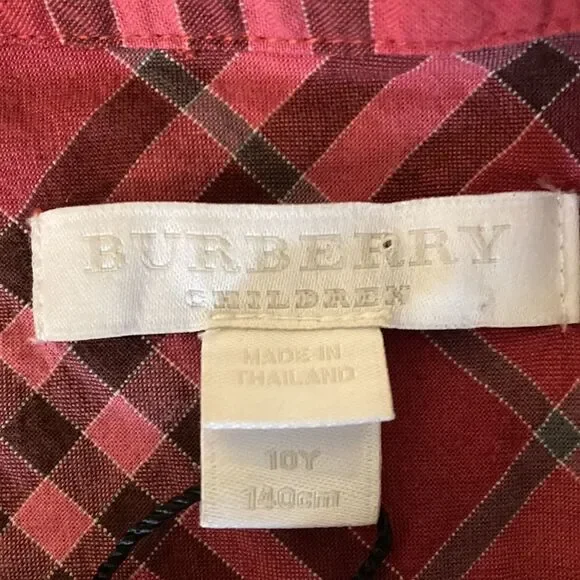 BURBERRY
CHILDREN
MADE IN
THAILAND
10Y
140cm